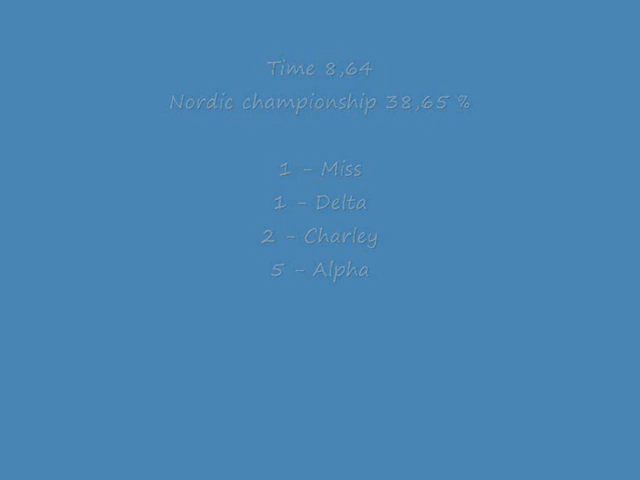 Time 8,64
Nordic championship 38,65 %
1 - Miss
1 - Delta
2 - Charley
5 - Alpha